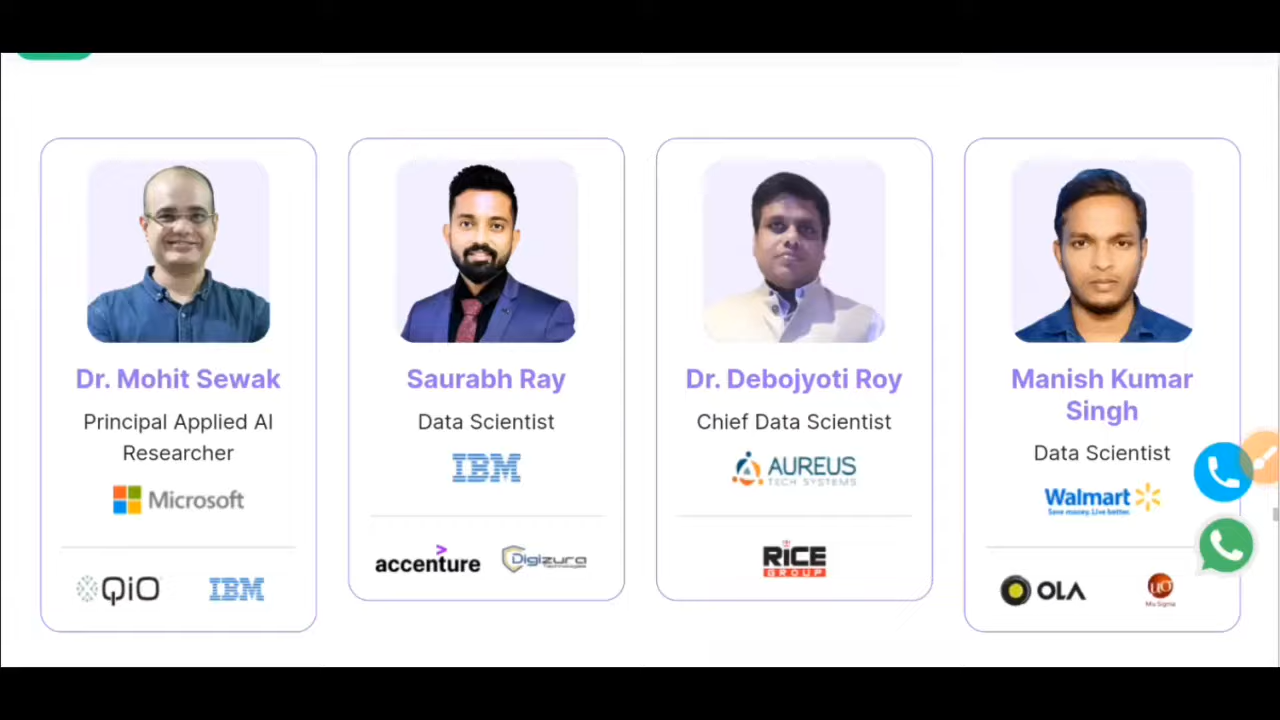 Dr. Mohit Sewak
Principal Applied AI
Researcher
Microsoft
QiO
IBM
Saurabh Ray
Data Scientist
IBM
accenture
Digizura
Technologies
Dr. Debojyoti Roy
Chief Data Scientist
AUREUS
TECH SYSTEMS
RiCE
GROUP
Manish Kumar
Singh
Data Scientist
Walmart
Save money. Live better.
OLA
Mu Sigma